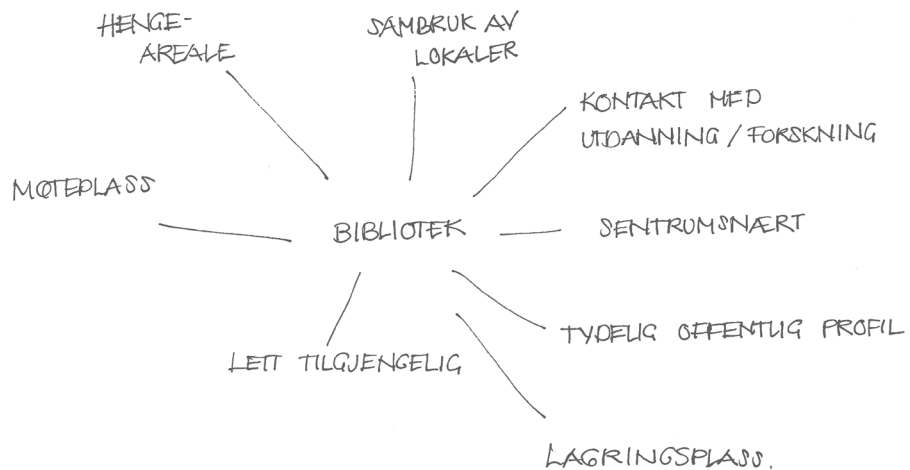 HENGE-
AREALE
SAMBRUK AV
LOKALER
KONTAKT MED
UTDANNING / FORSKNING
MØTEPLASS
BIBLIOTEK
SENTRUMSNÆRT
TYDELIG OFFENTLIG PROFIL
LETT TILGJENGELIG
LAGRINGSPLASS.